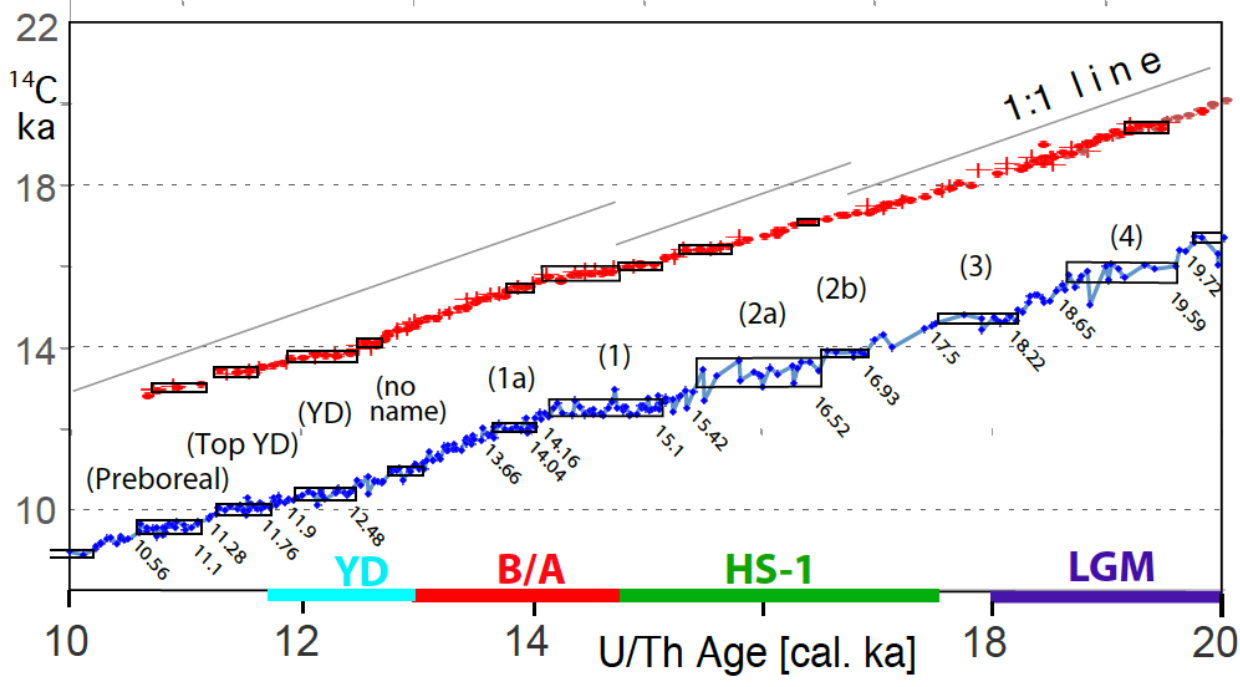 22
14C
ka
18
14
10
1:1 line
(4)
(3)
(2b)
(2a)
(1)
(1a)
(no
name)
(YD)
(Top YD)
(Preboreal)
10.56
11.1
11.28
11.76
11.9
12.48
13.66
14.04
14.16
15.1
15.42
16.52
16.93
17.5
18.22
18.65
19.59
19.72
YD
B/A
HS-1
LGM
10
12
14
U/Th Age [cal. ka]
18
20